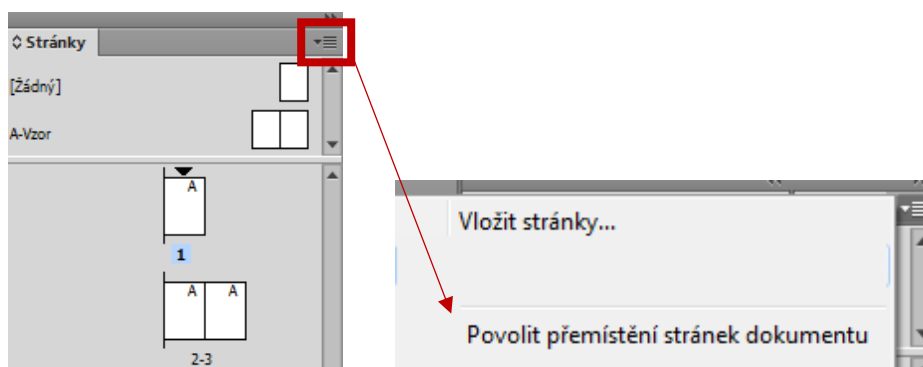 Stránky
[Žádný]
A-Vzor
A
1
A A
2-3
Vložit stránky...
Povolit přemístění stránek dokumentu